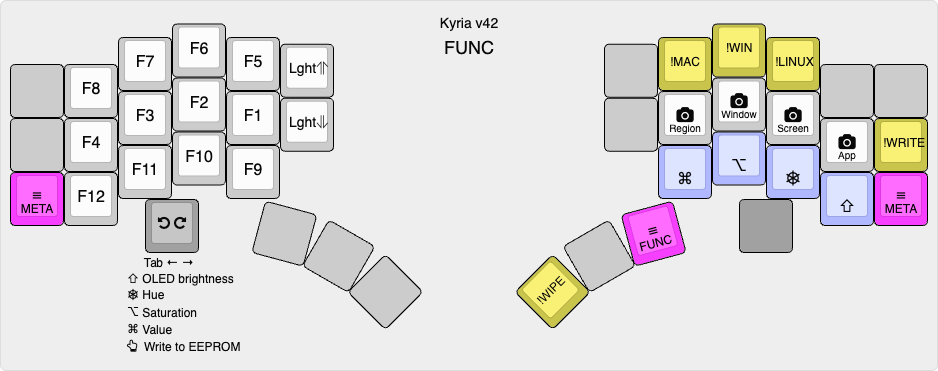 Kyria v42
FUNC
F8
F7
F6
F5
Lght⇑
F4
F3
F2
F1
Lght⇓
≡
META
F12
F11
F10
F9
!MAC
!WIN
!LINUX
Region
Window
Screen
App
!WRITE
⌘
⌥
❄
⇧
≡
META
≡
FUNC
!WIPE
Tab ← →
⇧ OLED brightness
❄ Hue
⌥ Saturation
⌘ Value
Write to EEPROM